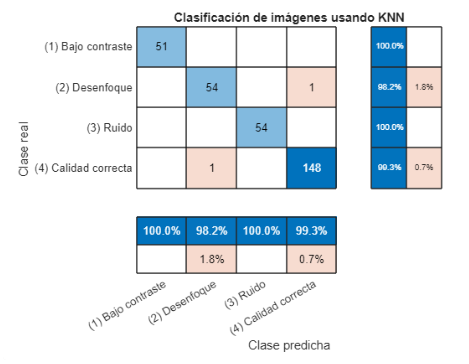 Clasificación de imágenes usando KNN
(1) Bajo contraste 51 100.0%
(2) Desenfoque 54 1 98.2% 1.8%
(3) Ruido 54 100.0%
(4) Calidad correcta 1 148 99.3% 0.7%
Clase real
100.0% 98.2% 100.0% 99.3%
1.8% 0.7%
(1) Bajo contraste
(2) Desenfoque
(3) Ruido
(4) Calidad correcta
Clase predicha